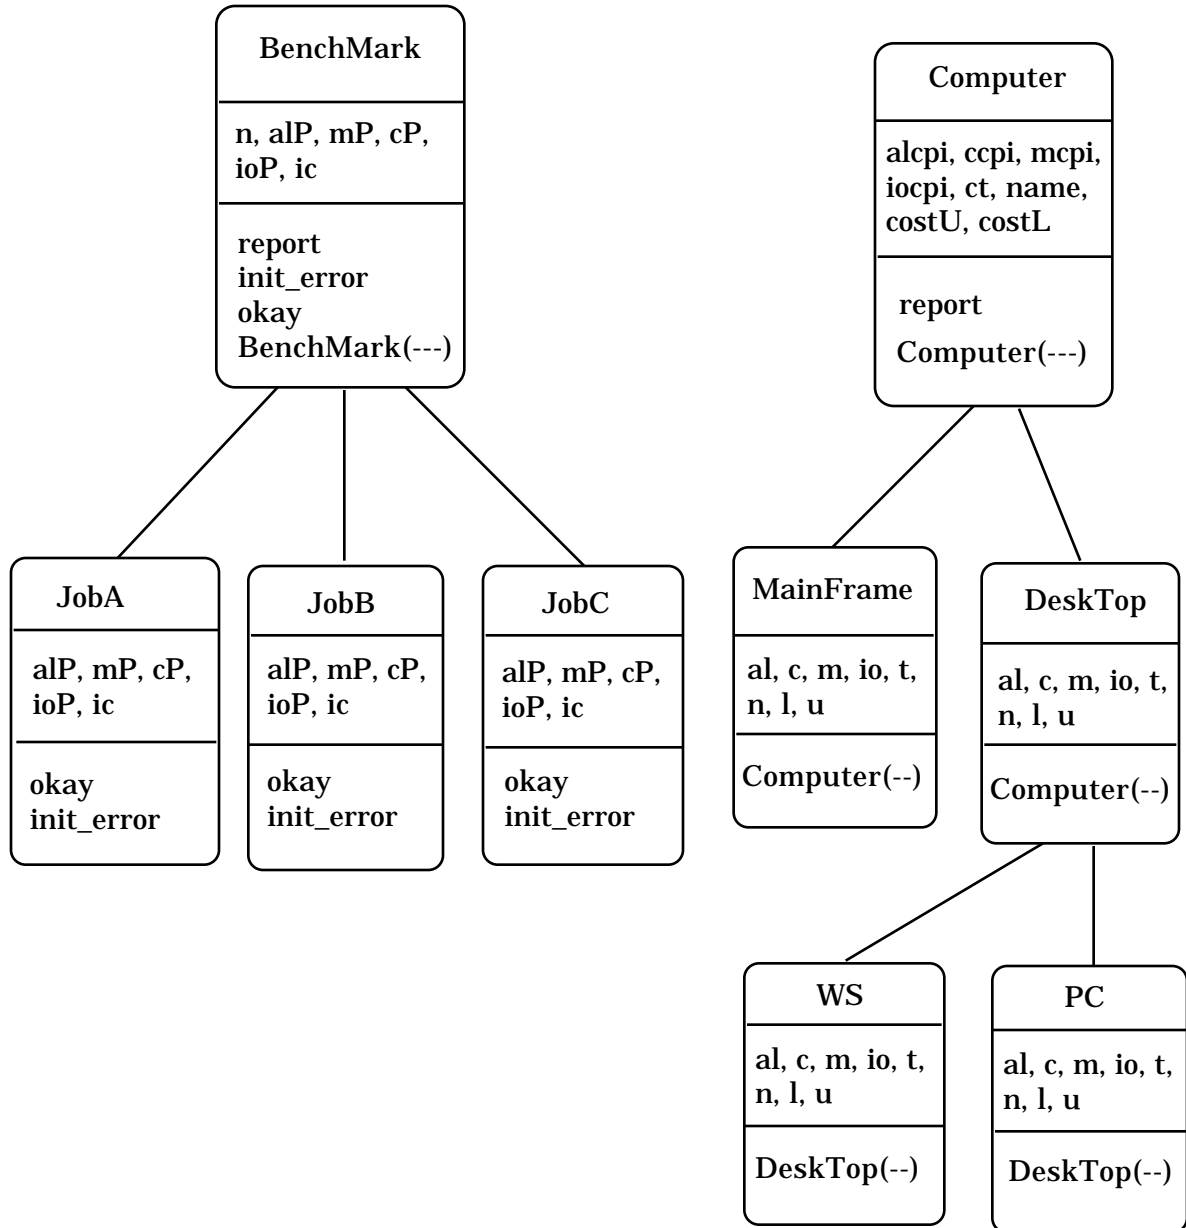 BenchMark
n, alP, mP, cP,
ioP, ic
report
init_error
okay
BenchMark(---)
Computer
alcpi, ccpi, mcpi,
iocpi, ct, name,
costU, costL
report
Computer(---)
JobA
alP, mP, cP,
ioP, ic
okay
init_error
JobB
alP, mP, cP,
ioP, ic
okay
init_error
JobC
alP, mP, cP,
ioP, ic
okay
init_error
MainFrame
al, c, m, io, t,
n, l, u
Computer(--)
DeskTop
al, c, m, io, t,
n, l, u
Computer(--)
WS
al, c, m, io, t,
n, l, u
DeskTop(--)
PC
al, c, m, io, t,
n, l, u
DeskTop(--)